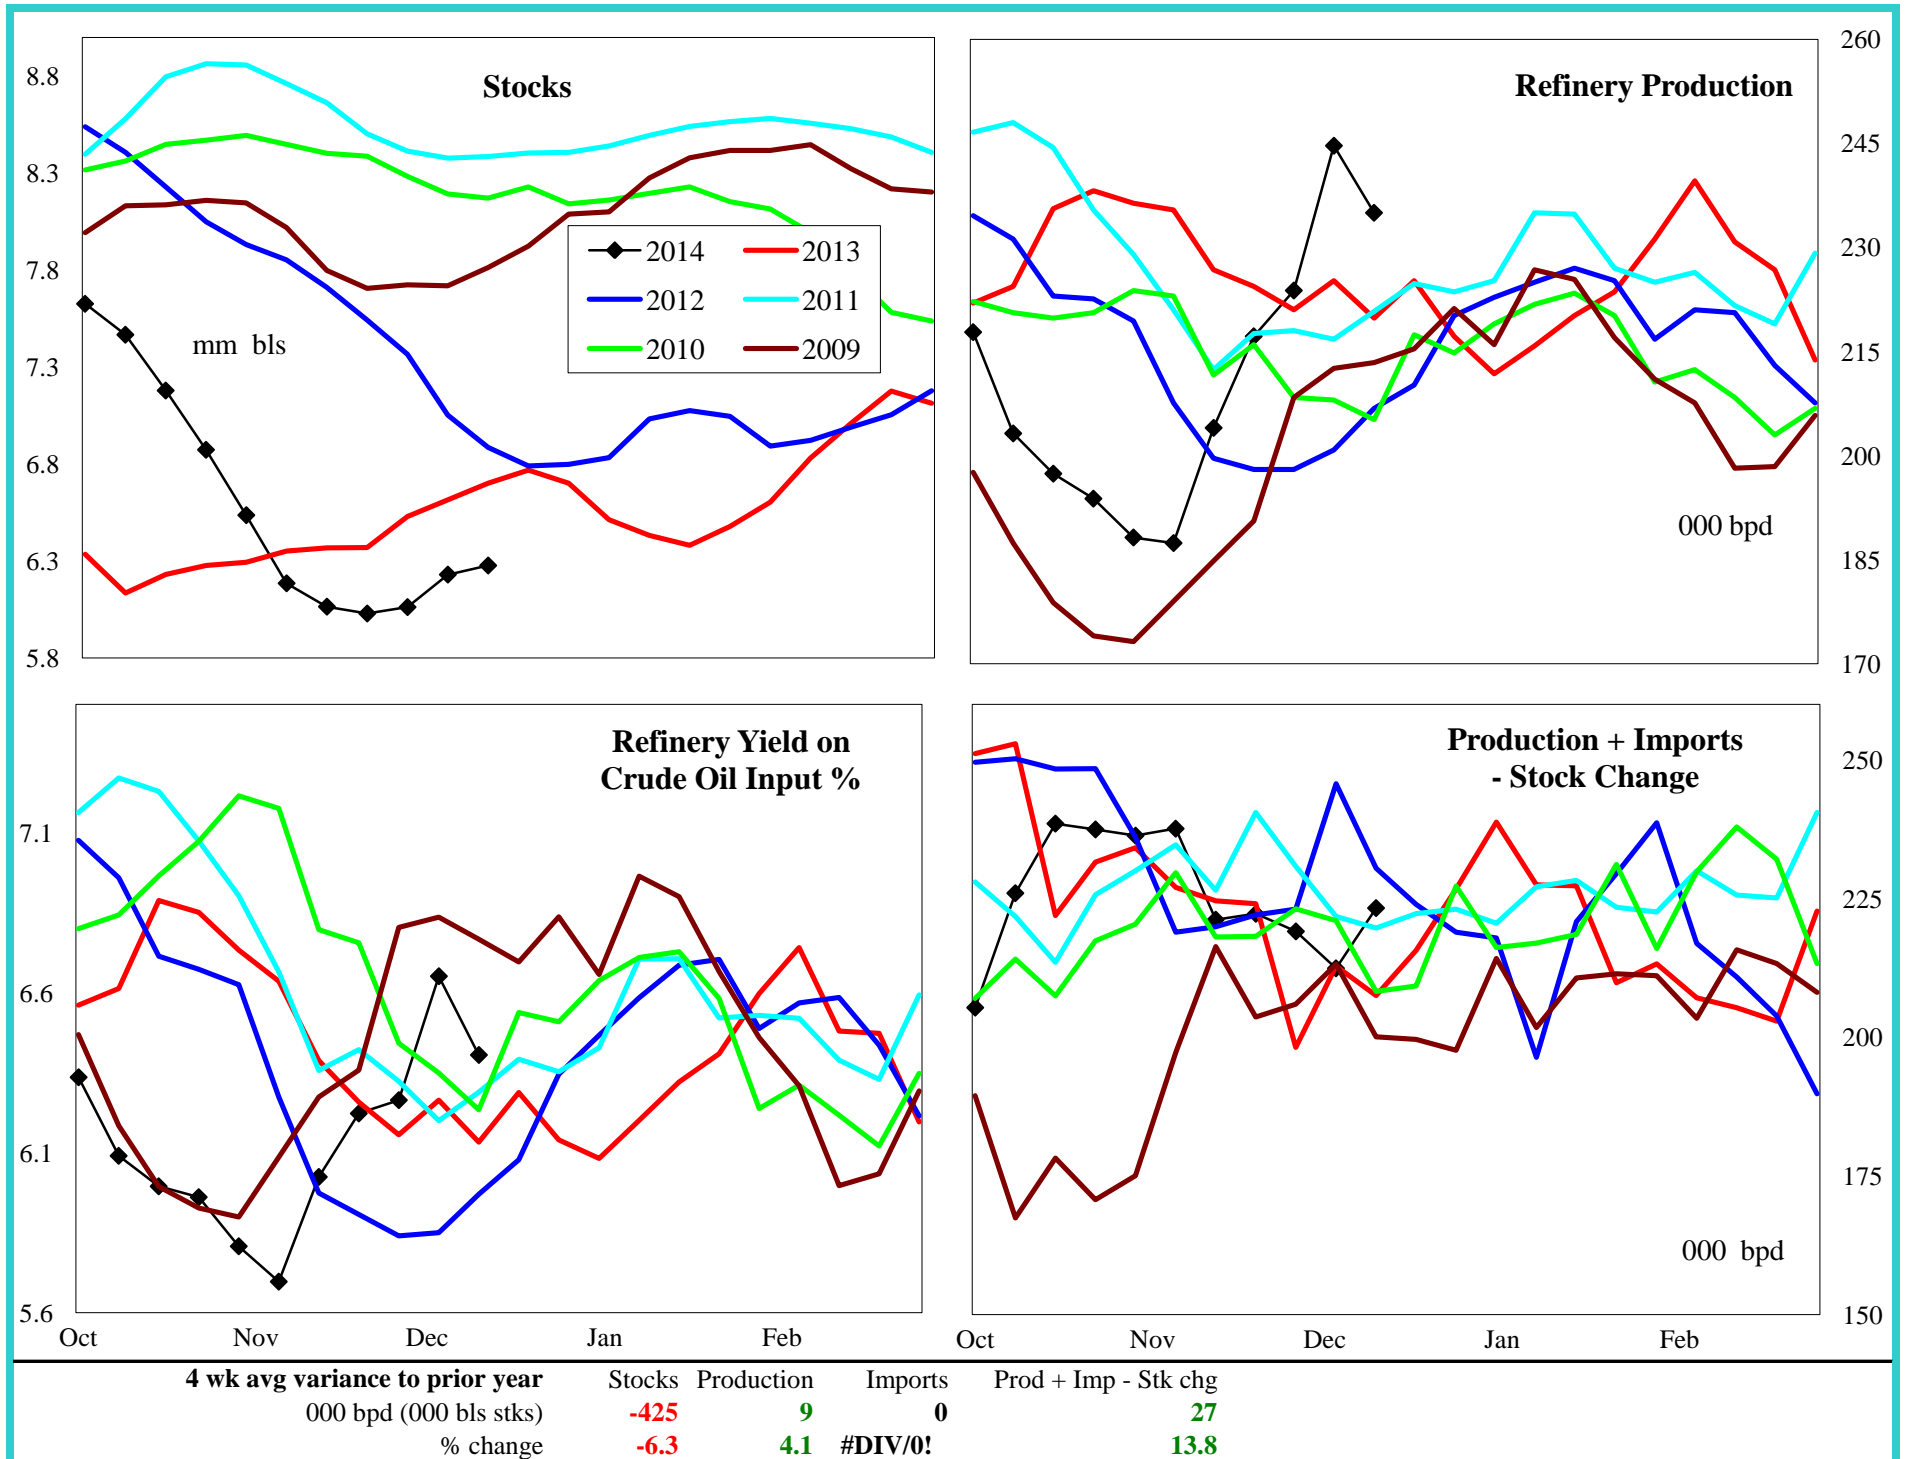 Stocks
8.8
8.3
7.8
7.3
6.8
6.3
5.8
mm bls
2014 2013
2012 2011
2010 2009
Refinery Production
260
245
230
215
200
185
170
000 bpd
Refinery Yield on
Crude Oil Input %
7.1
6.6
6.1
5.6
Oct Nov Dec Jan Feb
Production + Imports
- Stock Change
250
225
200
175
150
000 bpd
Oct Nov Dec Jan Feb
4 wk avg variance to prior year Stocks Production Imports Prod + Imp - Stk chg
000 bpd (000 bls stks) -425 9 0 27
% change -6.3 4.1 #DIV/0! 13.8